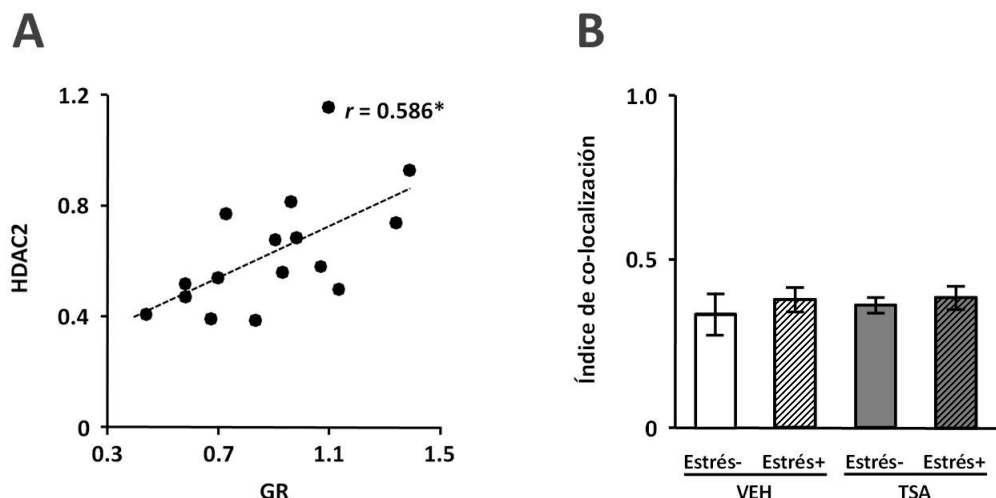 A
B
r = 0.586*
HDAC2
1.2
0.8
0.4
0
0.3 0.7 1.1 1.5
GR
Índice de co-localización
1.0
0.5
0
Estrés- Estrés+ Estrés- Estrés+
VEH TSA